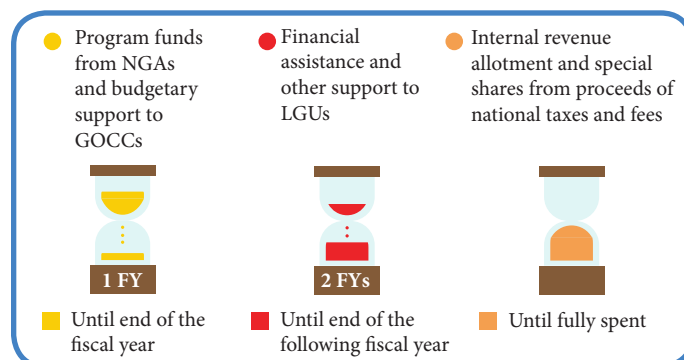 Program funds
from NGAs
and budgetary
support to
GOCCs
Financial
assistance and
other support to
LGUs
Internal revenue
allotment and special
shares from proceeds of
national taxes and fees
1 FY
2 FYs
Until end of the
fiscal year
Until end of the
following fiscal year
Until fully spent